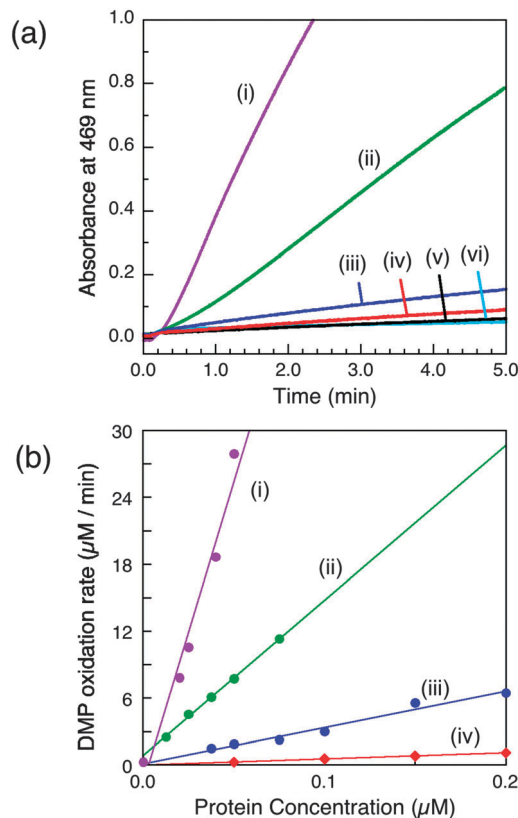 (a)
Absorbance at 469 nm
1.0
0.8
0.6
0.4
0.2
0.0
(i)
(ii)
(iii)
(iv)
(v)
(vi)
0.0 1.0 2.0 3.0 4.0 5.0
Time (min)
(b)
DMP oxidation rate (µM / min)
30
24
18
12
6
0
(i)
(ii)
(iii)
(iv)
0 0.1 0.2
Protein Concentration (µM)